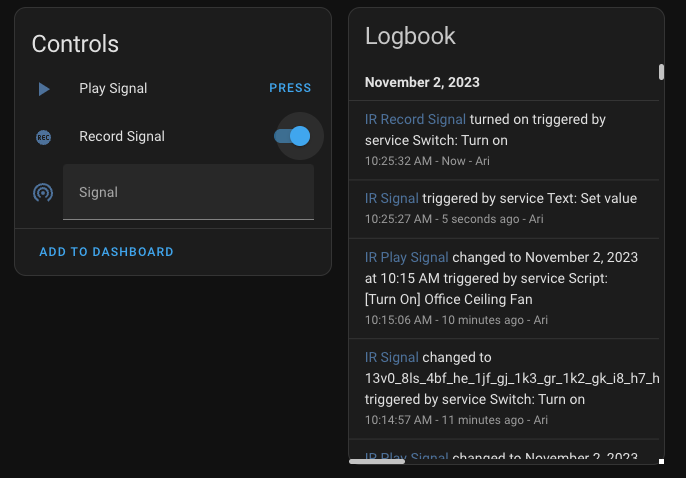 Controls
Play Signal PRESS
REC Record Signal
Signal
ADD TO DASHBOARD
Logbook
November 2, 2023
IR Record Signal turned on triggered by
service Switch: Turn on
10:25:32 AM - Now - Ari
IR Signal triggered by service Text: Set value
10:25:27 AM - 5 seconds ago - Ari
IR Play Signal changed to November 2, 2023
at 10:15 AM triggered by service Script:
[Turn On] Office Ceiling Fan
10:15:06 AM - 10 minutes ago - Ari
IR Signal changed to
13v0_8ls_4bf_he_1jf_gj_1k3_gr_1k2_gk_i8_h7_h
triggered by service Switch: Turn on
10:14:57 AM - 11 minutes ago - Ari
IR Play Signal changed to November 2, 2023